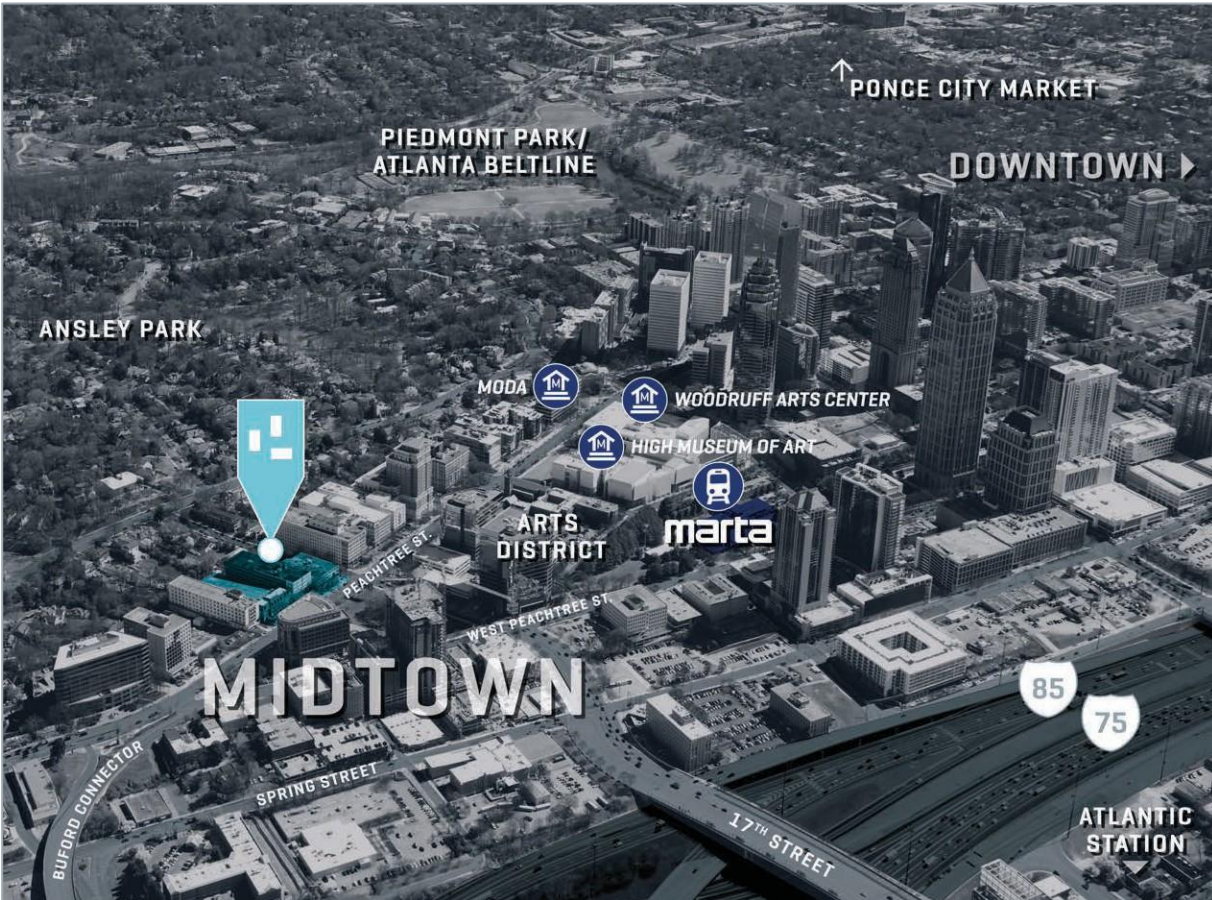 PONCE CITY MARKET
PIEDMONT PARK/
ATLANTA BELTLINE
DOWNTOWN
ANSLEY PARK
MODA
M
M
WOODRUFF ARTS CENTER
M
HIGH MUSEUM OF ART
marta
ARTS
DISTRICT
PEACHTREE ST.
WEST PEACHTREE ST.
MIDTOWN
85
75
BUFORD CONNECTOR
SPRING STREET
17TH STREET
ATLANTIC
STATION